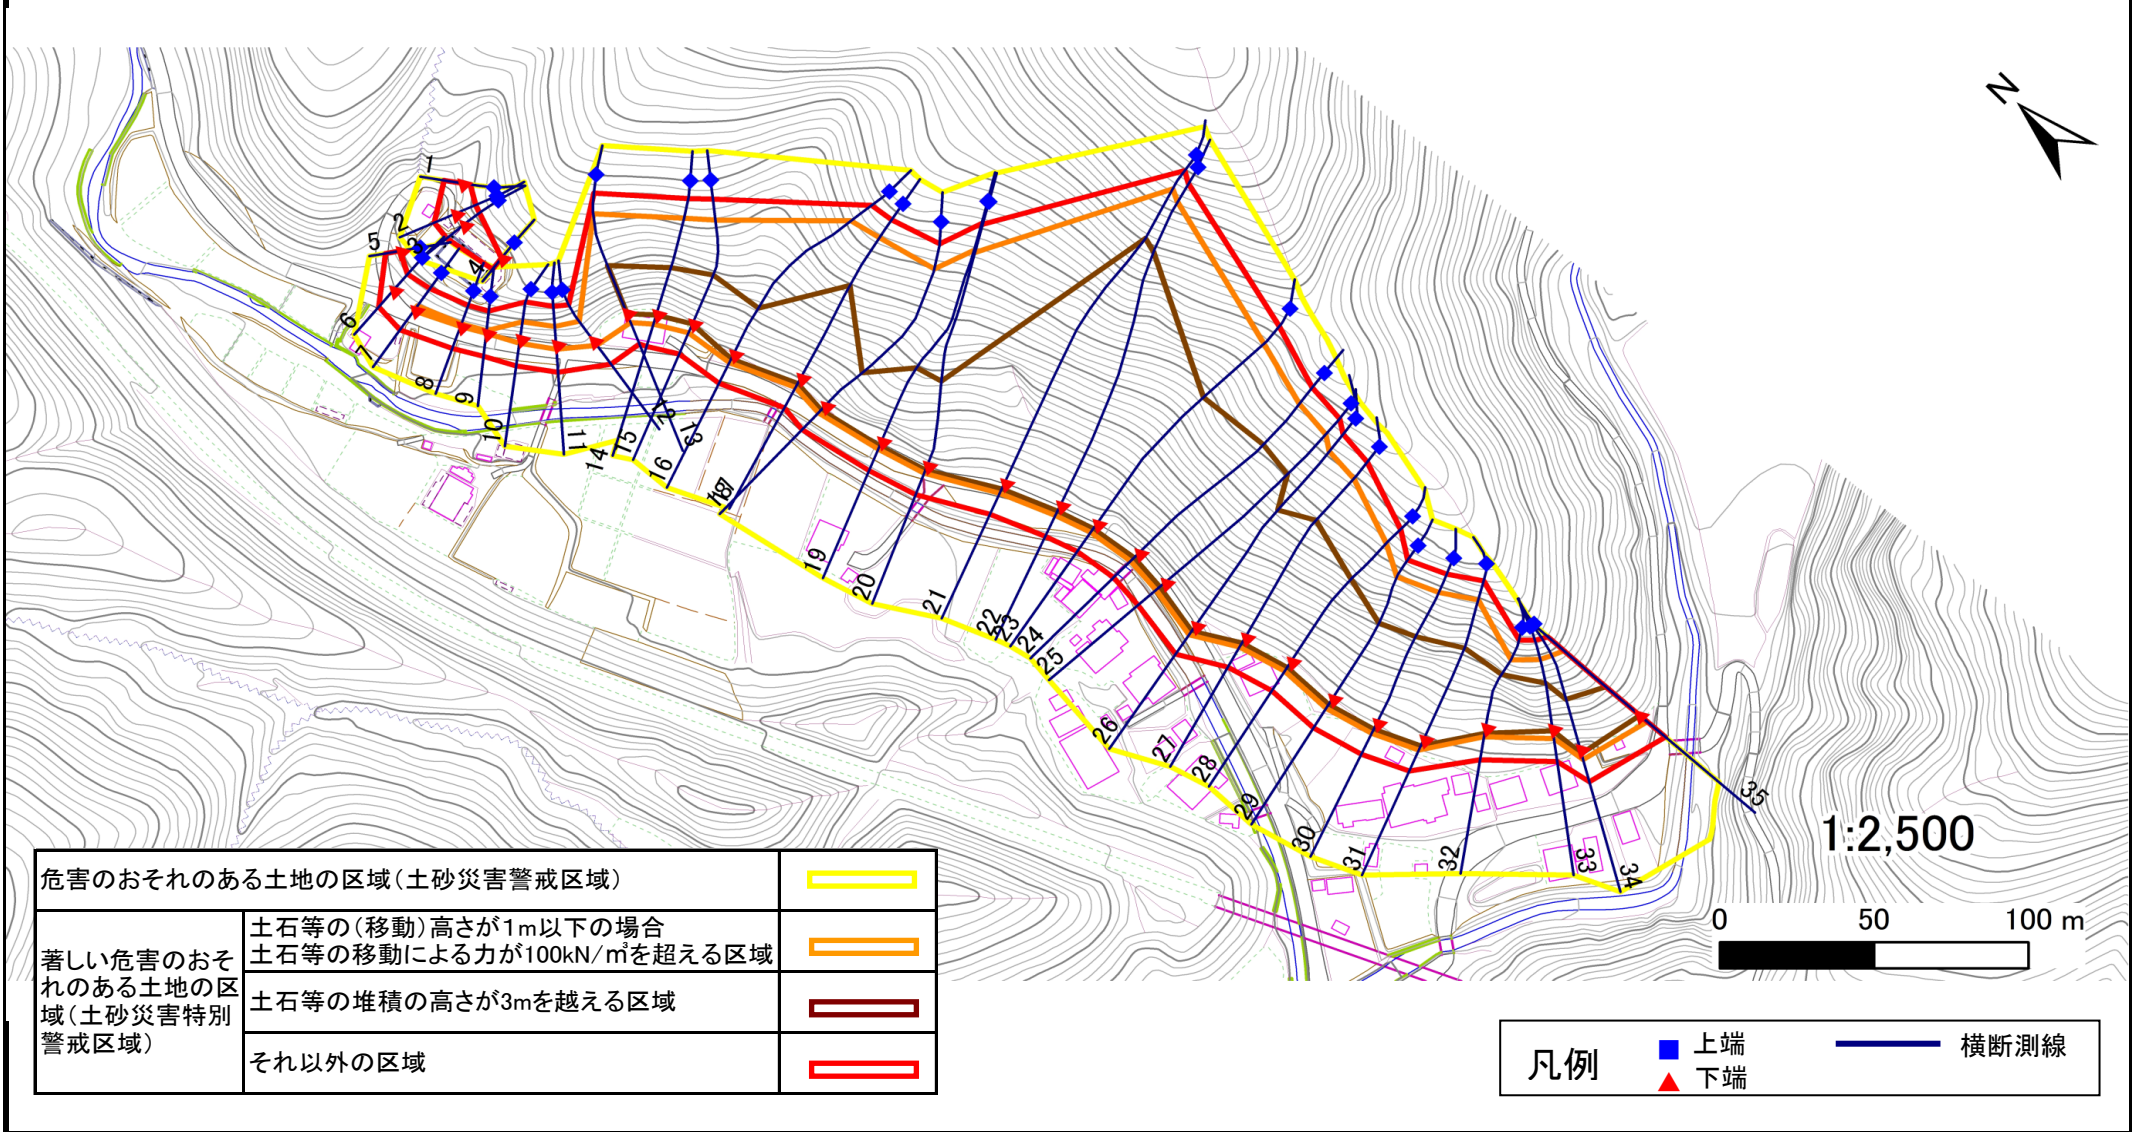 N
1
2
3
4
5
6
7
8
9
10
11
12
13
14
15
16
17
18
19
20
21
22
23
24
25
26
27
28
29
30
31
32
33
34
35
1:2,500
0 50 100 m
危害のおそれのある土地の区域(土砂災害警戒区域)
著しい危害のおそ
れのある土地の区
域(土砂災害特別
警戒区域)
土石等の(移動)高さが1m以下の場合
土石等の移動による力が100kN/㎡を超える区域
土石等の堆積の高さが3mを越える区域
それ以外の区域
凡例
上端
下端
横断測線